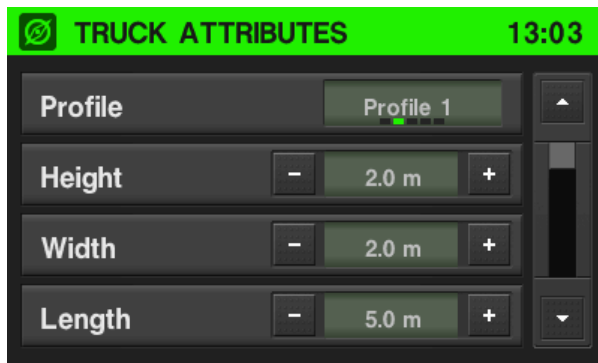 TRUCK ATTRIBUTES 13:03
Profile Profile 1
Height - 2.0 m +
Width - 2.0 m +
Length - 5.0 m +